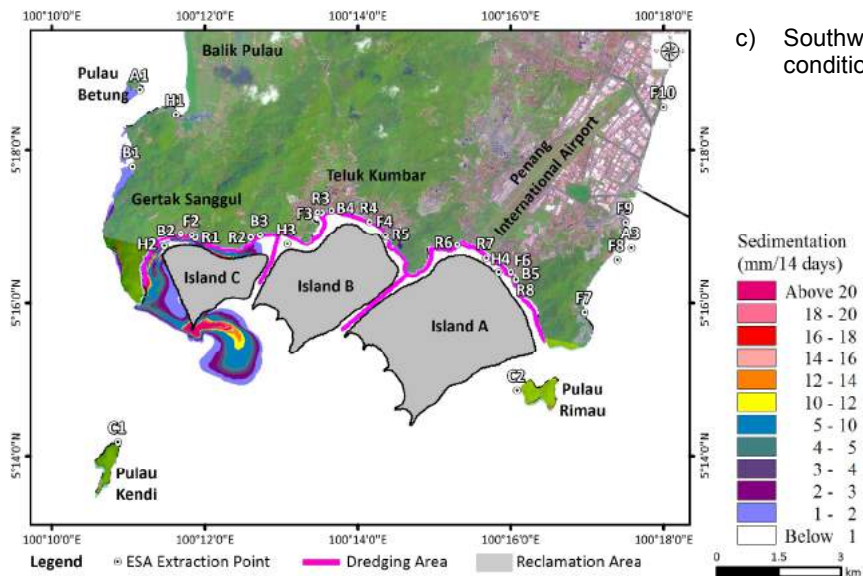 c) Southw
conditio
100°10'0"E 100°12'0"E 100°14'0"E 100°16'0"E 100°18'0"E
5°18'0"N
5°16'0"N
5°14'0"N
5°18'0"N
5°16'0"N
5°14'0"N
100°10'0"E 100°12'0"E 100°14'0"E 100°16'0"E 100°18'0"E
Balik Pulau
Pulau
Betung
A1
H1
F10
B1
Penang
International Airport
Teluk Kumbar
Gertak Sanggul
R3
B4
R4
F3
F4
R5
F9
A3
F8
B2
F2
R1
H2
R2
B3
H3
R6
R7
H4
F6
B5
R8
F7
Island C
Island B
Island A
C2
Pulau
Rimau
C1
Pulau
Kendi
Sedimentation
(mm/14 days)
Above 20
18 - 20
16 - 18
14 - 16
12 - 14
10 - 12
5 - 10
4 - 5
3 - 4
2 - 3
1 - 2
Below 1
0 1.5 3
km
Legend ESA Extraction Point Dredging Area Reclamation Area